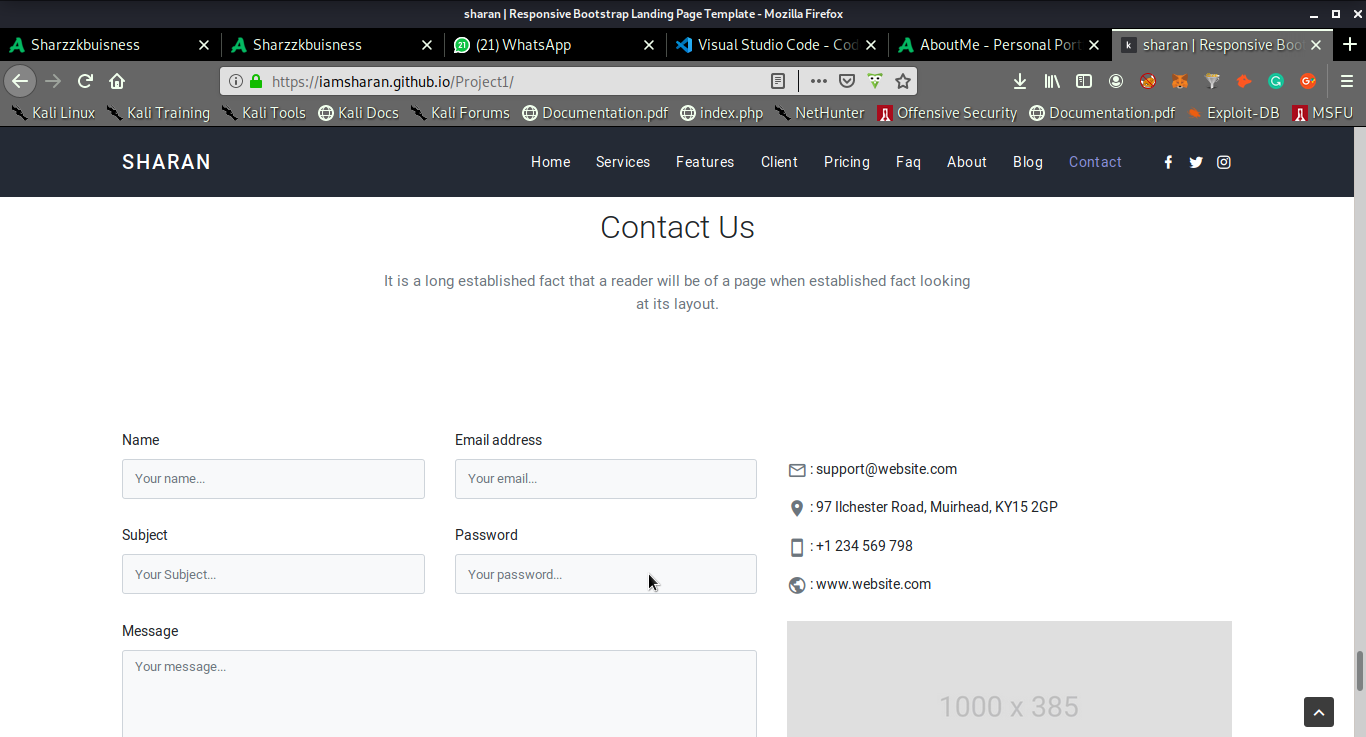 sharan | Responsive Bootstrap Landing Page Template - Mozilla Firefox
Sharzzkbuisness Sharzzkbuisness (21) WhatsApp Visual Studio Code - Cod AboutMe - Personal Port sharan | Responsive Boo
https://iamsharan.github.io/Project1/
Kali Linux Kali Training Kali Tools Kali Docs Kali Forums Documentation.pdf index.php NetHunter Offensive Security Documentation.pdf Exploit-DB MSFU
SHARAN Home Services Features Client Pricing Faq About Blog Contact
Contact Us
It is a long established fact that a reader will be of a page when established fact looking
at its layout.
Name Email address
Your name... Your email...
: support@website.com
: 97 Ilchester Road, Muirhead, KY15 2GP
Subject Password
: +1 234 569 798
Your Subject... Your password...
: www.website.com
Message
Your message...
1000 x 385